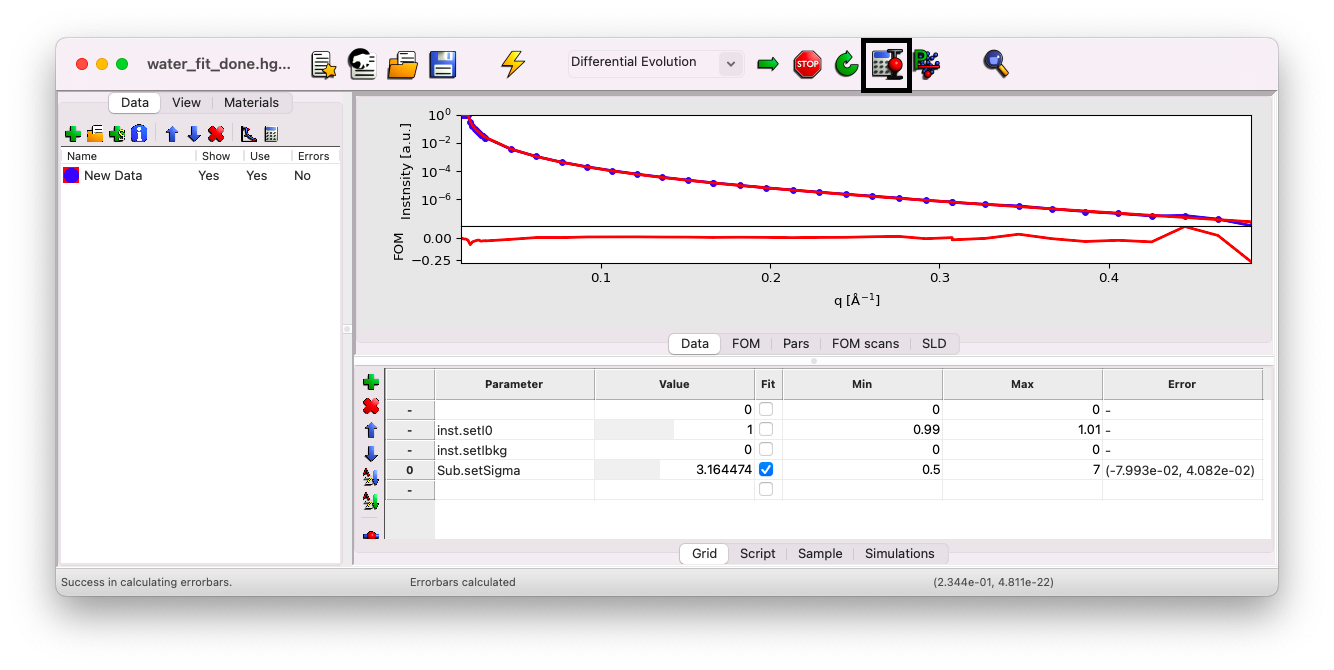 water_fit_done.hg...
Differential Evolution
STOP
Data View Materials
Name Show Use Errors
New Data Yes Yes No
10⁰
10⁻²
10⁻⁴
10⁻⁶
Instnsity [a.u.]
0.00
−0.25
FOM
0.1 0.2 0.3 0.4
q [Å⁻¹]
Data FOM Pars FOM scans SLD
Parameter Value Fit Min Max Error
- 0 0 0 -
- inst.setI0 1 0.99 1.01 -
- inst.setIbkg 0 0 0 -
0 Sub.setSigma 3.164474 0.5 7 (-7.993e-02, 4.082e-02)
-
Grid Script Sample Simulations
Success in calculating errorbars. Errorbars calculated (2.344e-01, 4.811e-22)